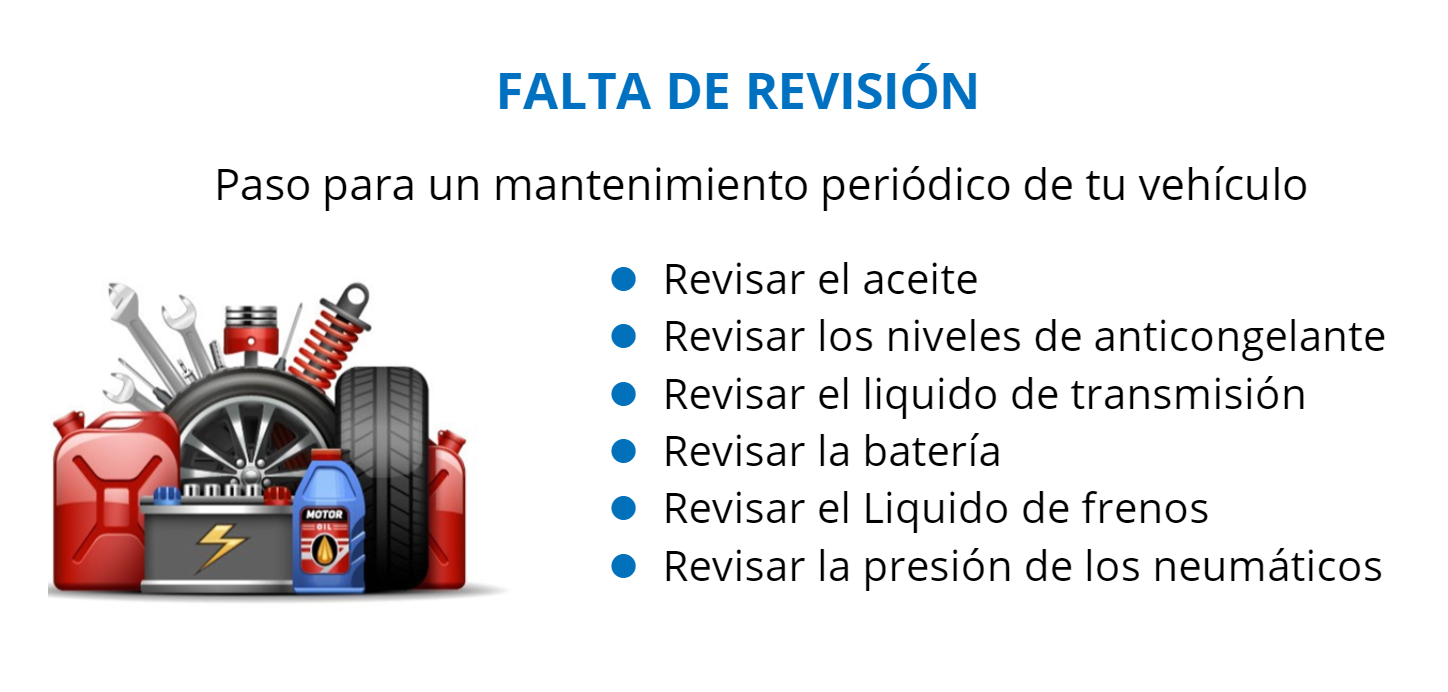 FALTA DE REVISIÓN
Paso para un mantenimiento periódico de tu vehículo
Revisar el aceite
Revisar los niveles de anticongelante
Revisar el liquido de transmisión
Revisar la batería
Revisar el Liquido de frenos
Revisar la presión de los neumáticos
MOTOR
OIL